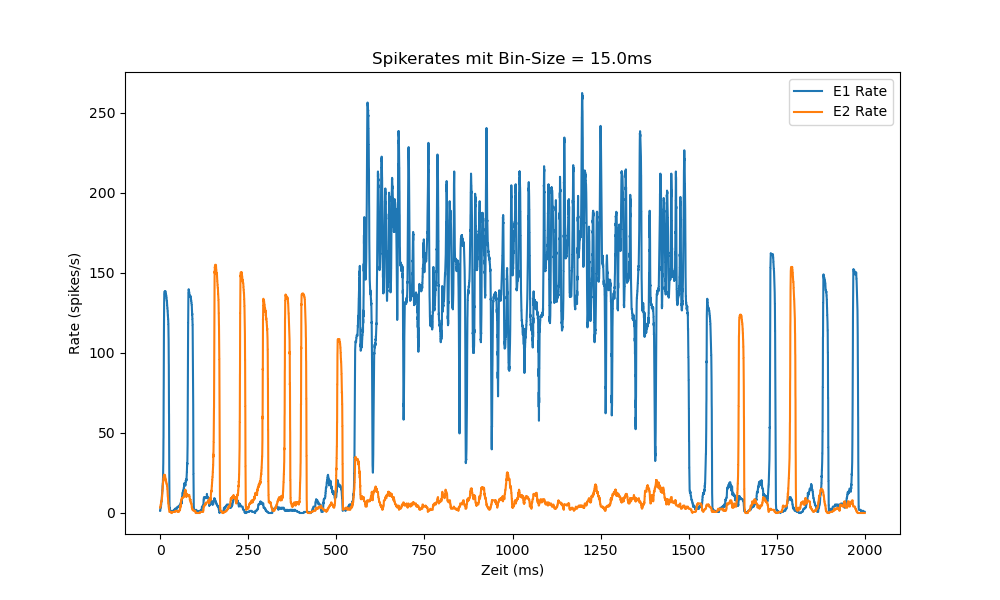 Spikerates mit Bin-Size = 15.0ms
E1 Rate
E2 Rate
Rate (spikes/s)
250
200
150
100
50
0
0 250 500 750 1000 1250 1500 1750 2000
Zeit (ms)